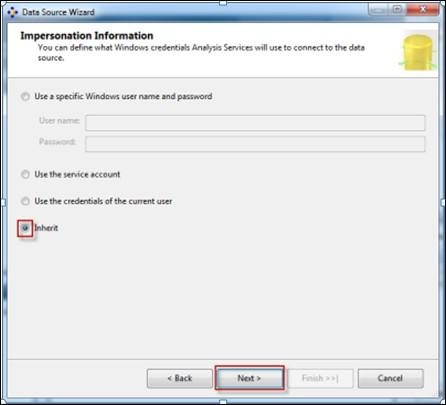 Data Source Wizard
Impersonation Information
You can define what Windows credentials Analysis Services will use to connect to the data
source.
Use a specific Windows user name and password
User name:
Password:
Use the service account
Use the credentials of the current user
Inherit
< Back
Next >
Finish >>|
Cancel